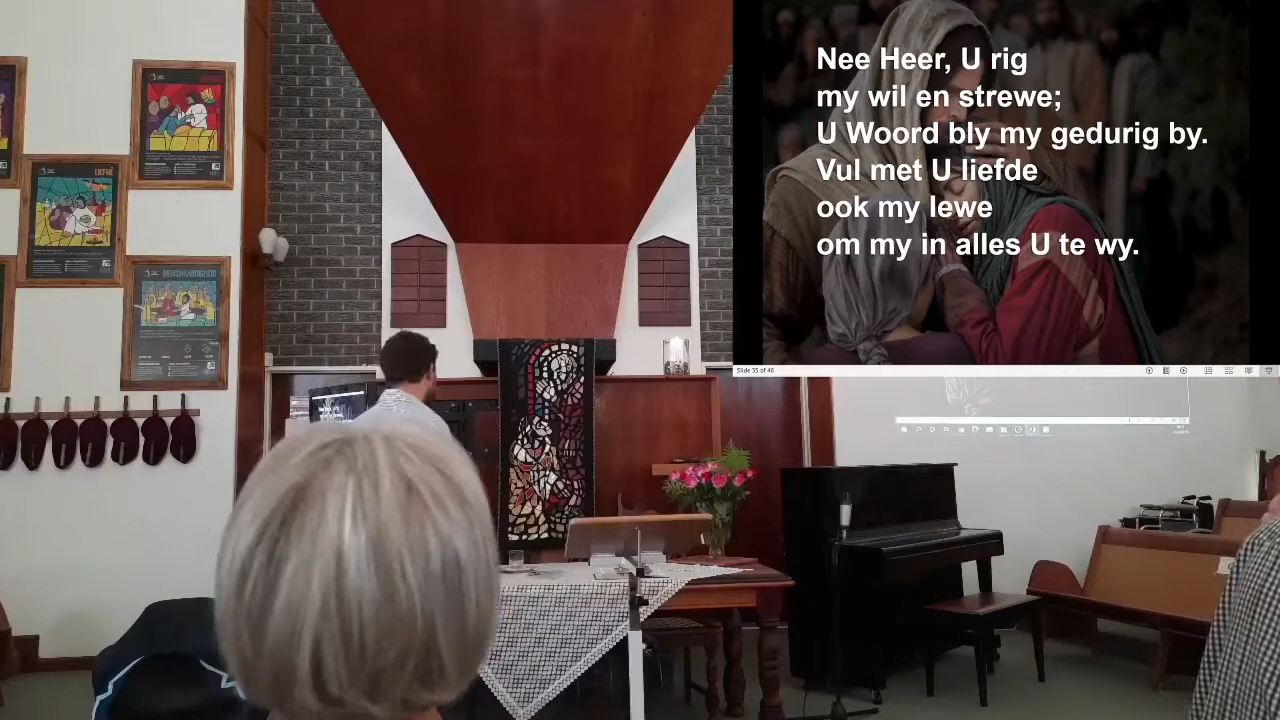 Nee Heer, U rig
my wil en strewe;
U Woord bly my gedurig by.
Vul met U liefde
ook my lewe
om my in alles U te wy.
Slide 35 of 46
LIEFDE
MENSWAARDIGHEID